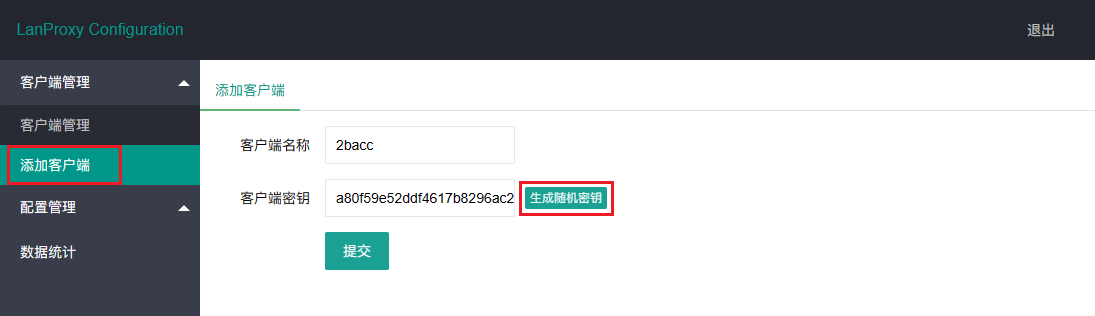 LanProxy Configuration
退出
客户端管理
客户端管理
添加客户端
配置管理
数据统计
添加客户端
客户端名称
2bacc
客户端密钥
a80f59e52ddf4617b8296ac2
生成随机密钥
提交